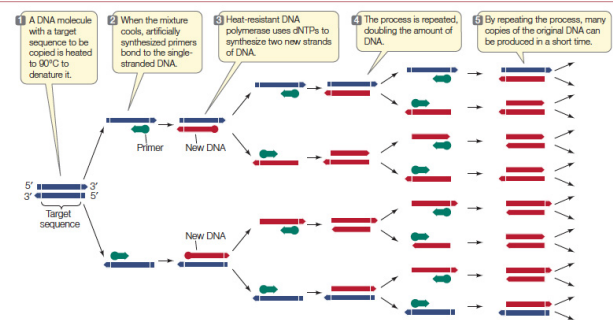 1 A DNA molecule
with a target
sequence to be
copied is heated
to 90°C to
denature it.
2 When the mixture
cools, artificially
synthesized primers
bond to the single-
stranded DNA.
3 Heat-resistant DNA
polymerase uses dNTPs to
synthesize two new strands
of DNA.
4 The process is repeated,
doubling the amount of
DNA.
5 By repeating the process, many
copies of the original DNA can
be produced in a short time.
Primer
New DNA
5′ 3′
3′ 5′
Target
sequence
New DNA